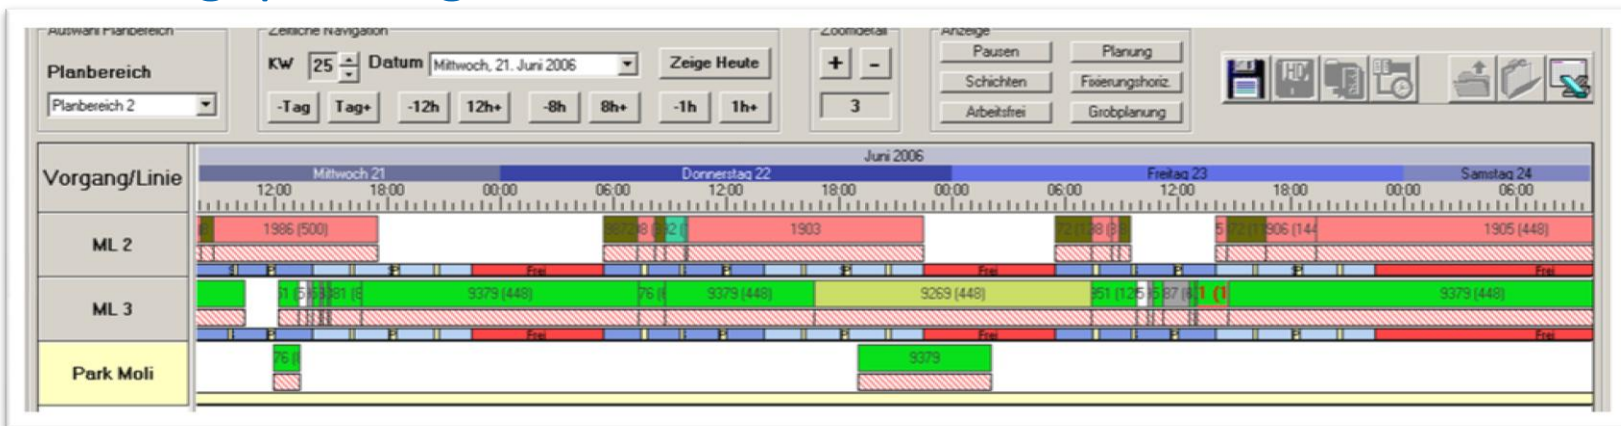 Auswahl Planbereich
Zeitliche Navigation
Zoomdetail
Anzeige
Planbereich
KW 25 Datum Mittwoch, 21. Juni 2006 Zeige Heute
+ -
Pausen Planung
Schichten Fixierungshoriz.
Planbereich 2
-Tag Tag+ -12h 12h+ -8h 8h+ -1h 1h+
3
Arbeitsfrei Grobplanung
Vorgang/Linie
Juni 2006
Mittwoch 21 Donnerstag 22 Freitag 23 Samstag 24
12:00 18:00 00:00 06:00 12:00 18:00 00:00 06:00 12:00 18:00 00:00 06:00
ML 2
1986 (500) 1903 1905 (448)
Frei Frei Frei
ML 3
9379 (448) 9379 (448) 9269 (448) 9379 (448)
Frei Frei Frei
Park Moli
9379